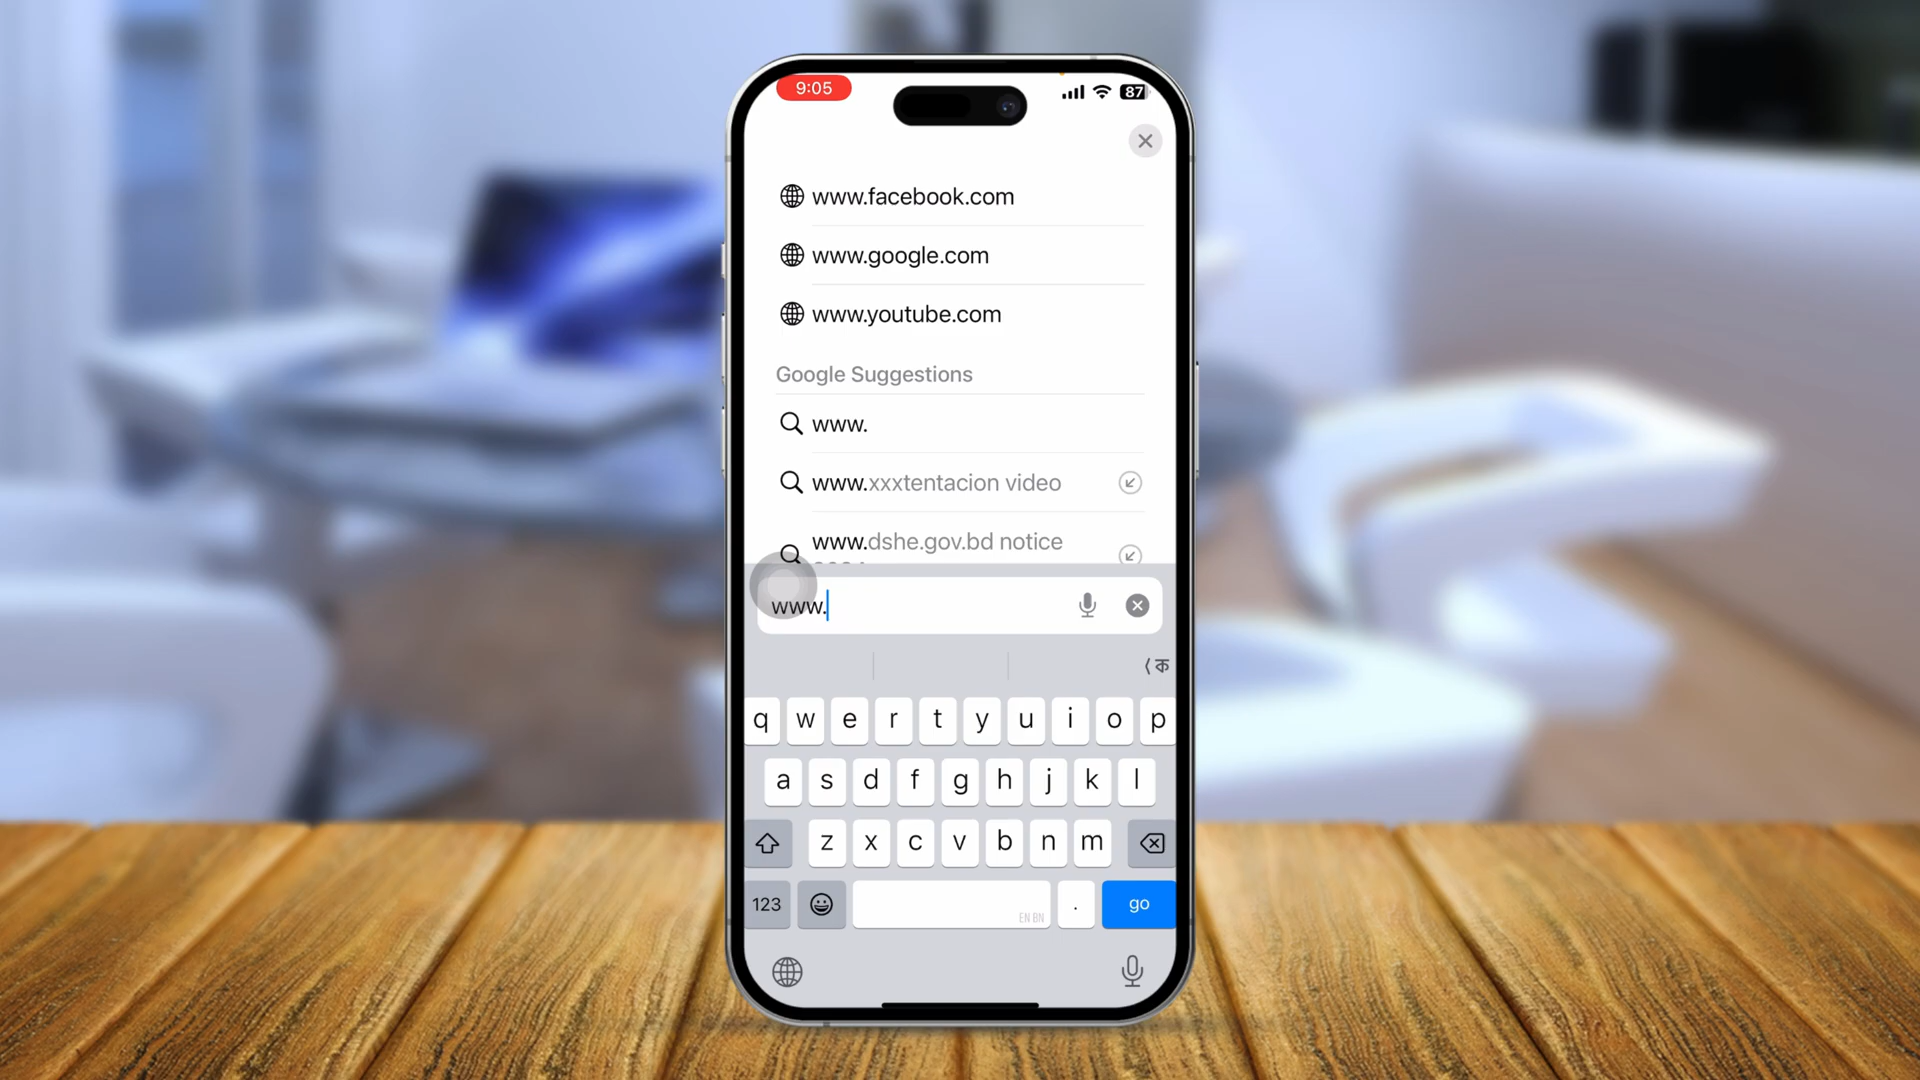 9:05
87
www.facebook.com
www.google.com
www.youtube.com
Google Suggestions
www.
www.xxxtentacion video
www.dshe.gov.bd notice
www.
ক
q w e r t y u i o p
a s d f g h j k l
z x c v b n m
123
EN BN
.
go